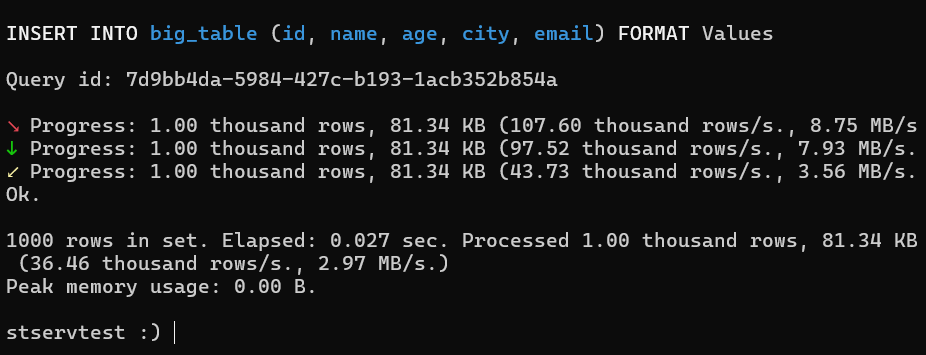 INSERT INTO big_table (id, name, age, city, email) FORMAT Values
Query id: 7d9bb4da-5984-427c-b193-1acb352b854a
↘ Progress: 1.00 thousand rows, 81.34 KB (107.60 thousand rows/s., 8.75 MB/s
↓ Progress: 1.00 thousand rows, 81.34 KB (97.52 thousand rows/s., 7.93 MB/s.
↙ Progress: 1.00 thousand rows, 81.34 KB (43.73 thousand rows/s., 3.56 MB/s.
Ok.
1000 rows in set. Elapsed: 0.027 sec. Processed 1.00 thousand rows, 81.34 KB
(36.46 thousand rows/s., 2.97 MB/s.)
Peak memory usage: 0.00 B.
stservtest :)